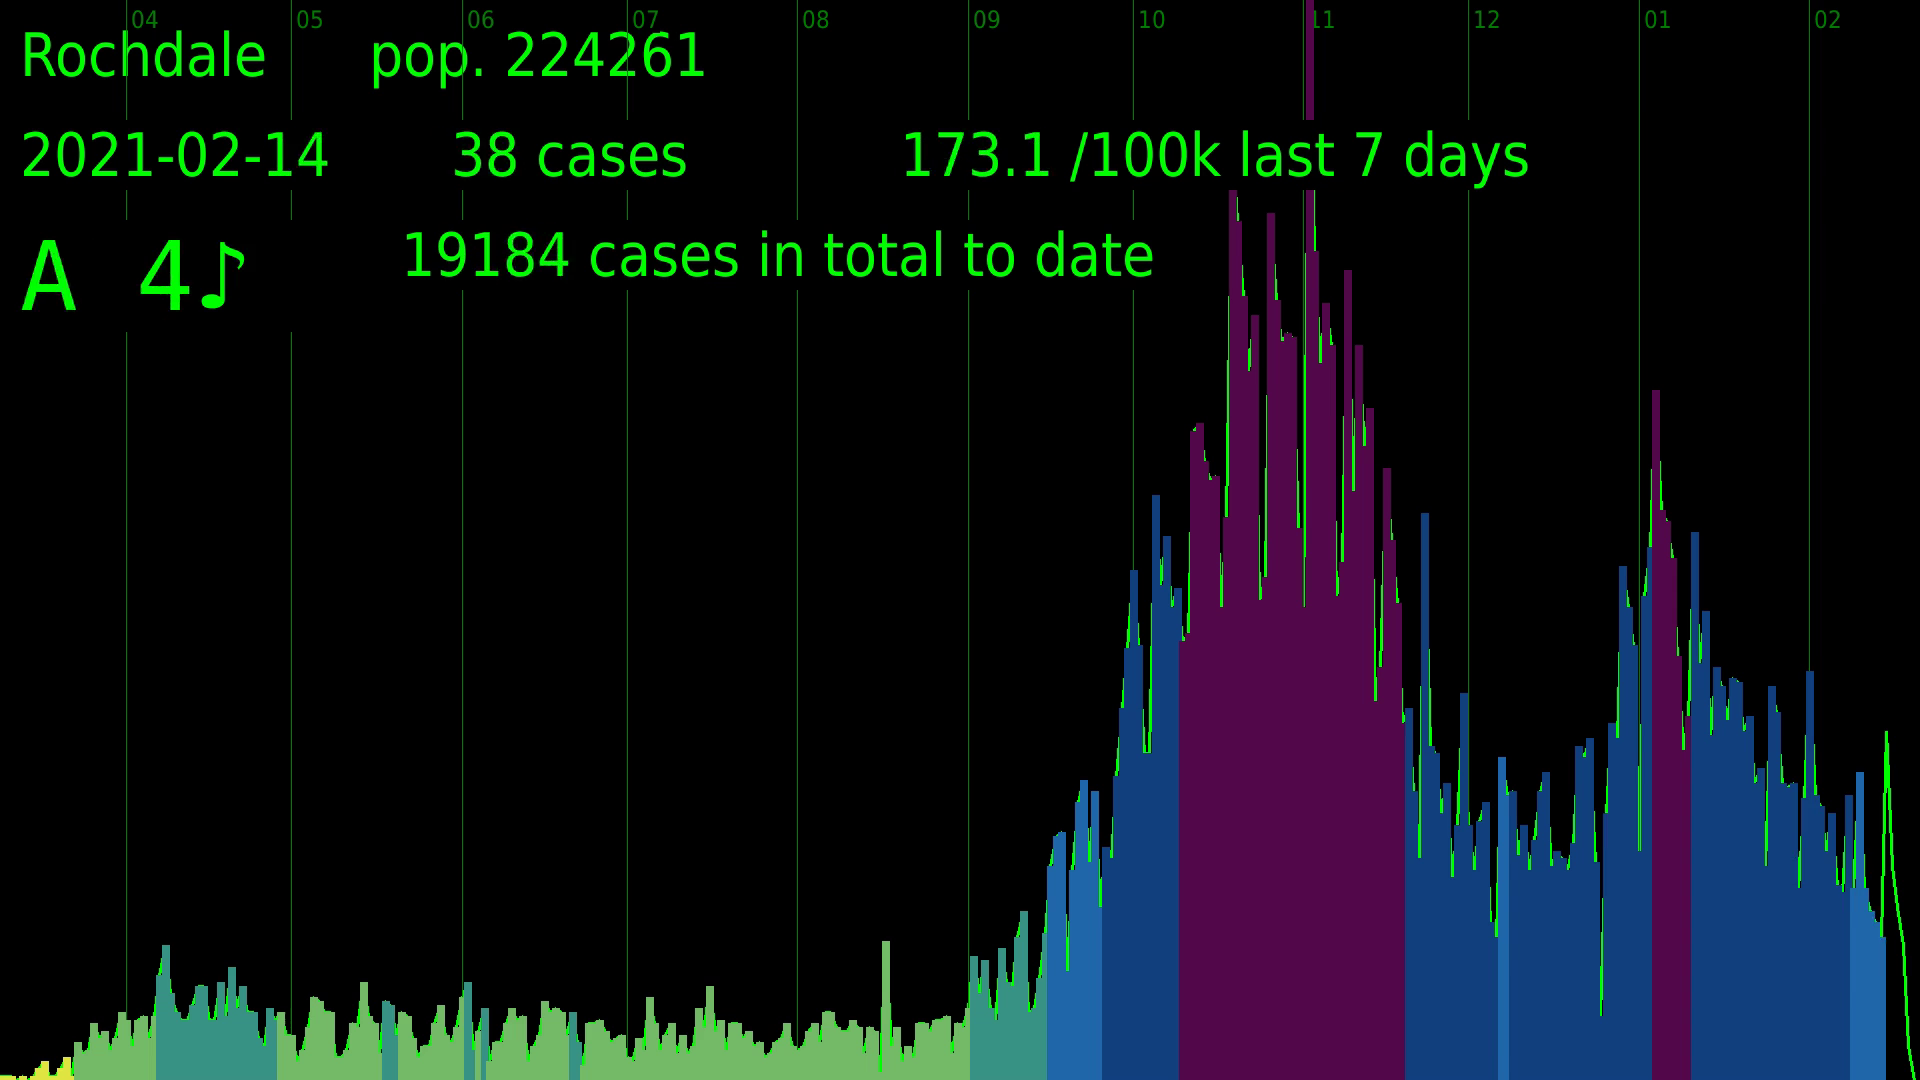 04 05 06 07 08 09 10 11 12 01 02
Rochdale pop. 224261
2021-02-14 38 cases 173.1 /100k last 7 days
A 4♪ 19184 cases in total to date